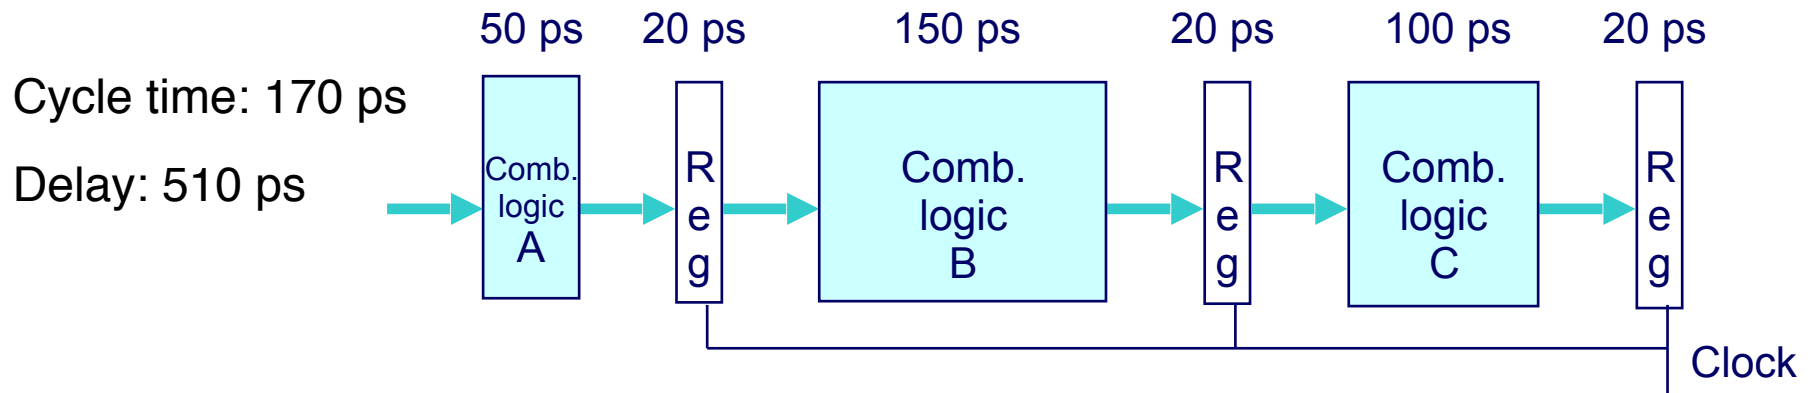 50 ps
20 ps
150 ps
20 ps
100 ps
20 ps
Cycle time: 170 ps
Delay: 510 ps
Comb.
logic
A
R
e
g
Comb.
logic
B
R
e
g
Comb.
logic
C
R
e
g
Clock